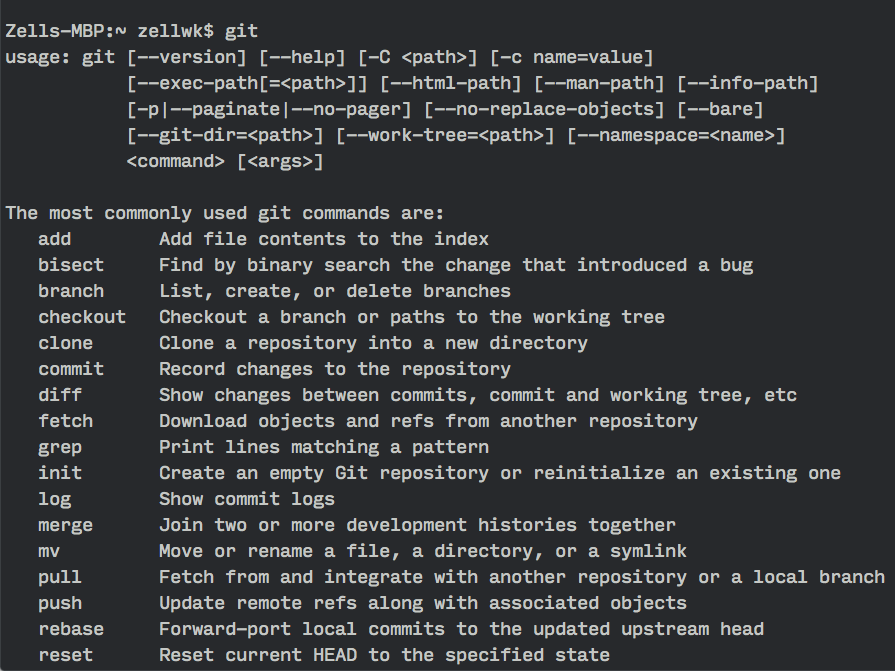 Zells-MBP:~ zellwk$ git
usage: git [--version] [--help] [-C <path>] [-c name=value]
           [--exec-path[=<path>]] [--html-path] [--man-path] [--info-path]
           [-p|--paginate|--no-pager] [--no-replace-objects] [--bare]
           [--git-dir=<path>] [--work-tree=<path>] [--namespace=<name>]
           <command> [<args>]

The most commonly used git commands are:
   add        Add file contents to the index
   bisect     Find by binary search the change that introduced a bug
   branch     List, create, or delete branches
   checkout   Checkout a branch or paths to the working tree
   clone      Clone a repository into a new directory
   commit     Record changes to the repository
   diff       Show changes between commits, commit and working tree, etc
   fetch      Download objects and refs from another repository
   grep       Print lines matching a pattern
   init       Create an empty Git repository or reinitialize an existing one
   log        Show commit logs
   merge      Join two or more development histories together
   mv         Move or rename a file, a directory, or a symlink
   pull       Fetch from and integrate with another repository or a local branch
   push       Update remote refs along with associated objects
   rebase     Forward-port local commits to the updated upstream head
   reset      Reset current HEAD to the specified state